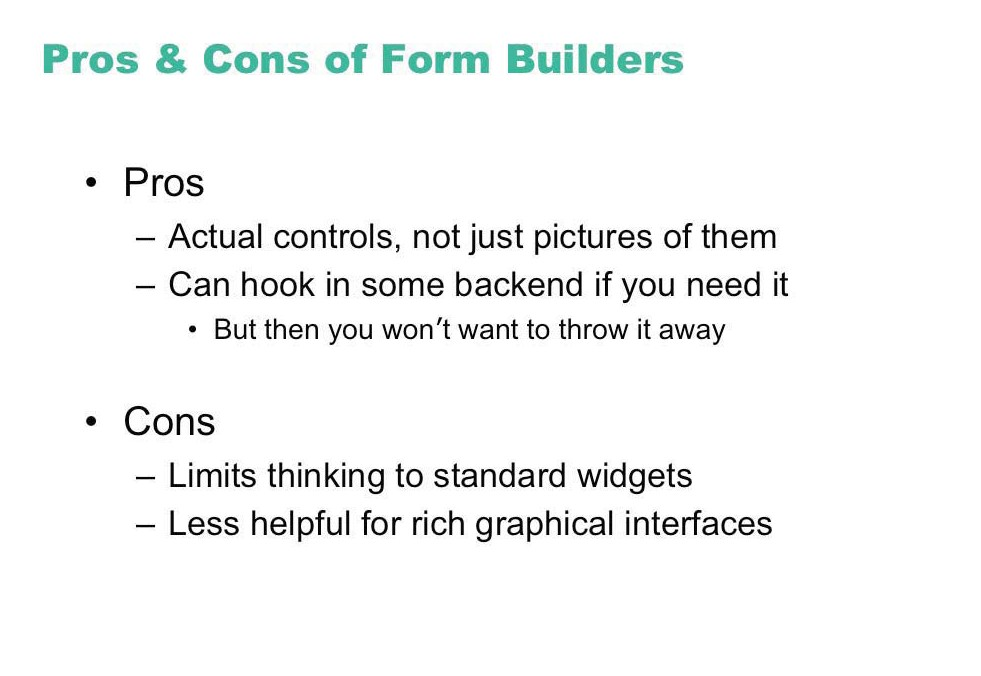 Pros & Cons of Form Builders
• Pros
– Actual controls, not just pictures of them
– Can hook in some backend if you need it
• But then you won′t want to throw it away
• Cons
– Limits thinking to standard widgets
– Less helpful for rich graphical interfaces